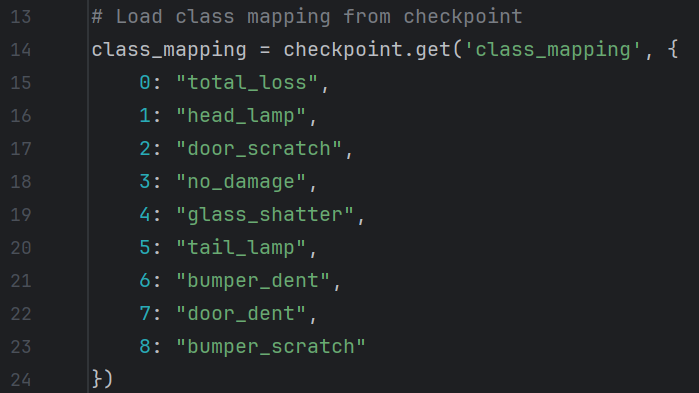 13 # Load class mapping from checkpoint
14 class_mapping = checkpoint.get('class_mapping', {
15     0: "total_loss",
16     1: "head_lamp",
17     2: "door_scratch",
18     3: "no_damage",
19     4: "glass_shatter",
20     5: "tail_lamp",
21     6: "bumper_dent",
22     7: "door_dent",
23     8: "bumper_scratch"
24 })